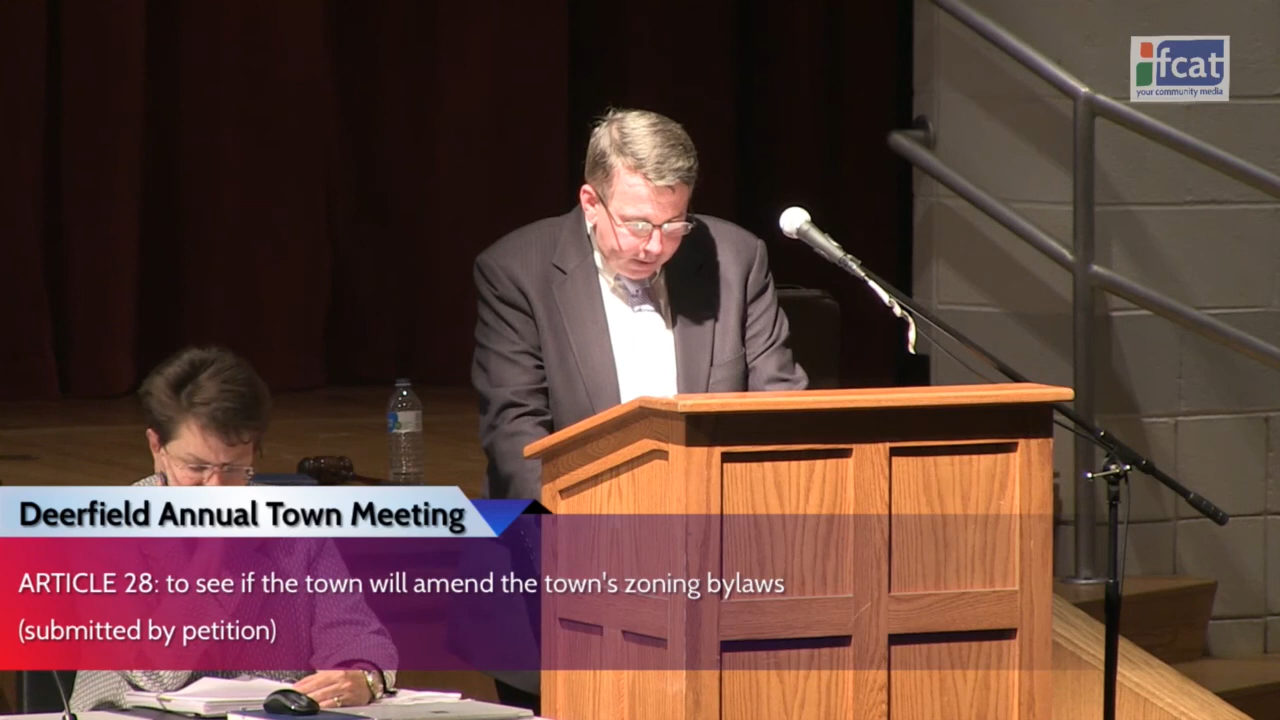 fcat
your community media
Deerfield Annual Town Meeting
ARTICLE 28: to see if the town will amend the town's zoning bylaws
(submitted by petition)